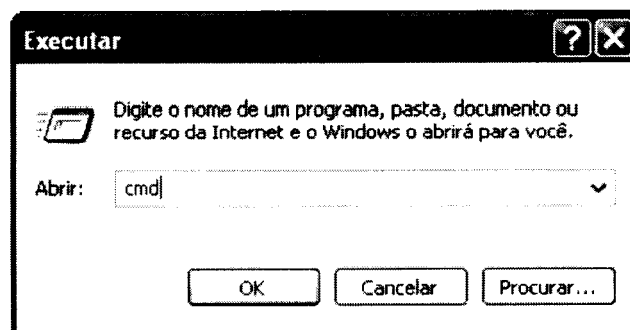 Executar
Digite o nome de um programa, pasta, documento ou
recurso da Internet e o Windows o abrirá para você.
Abrir: cmd
OK Cancelar Procurar...